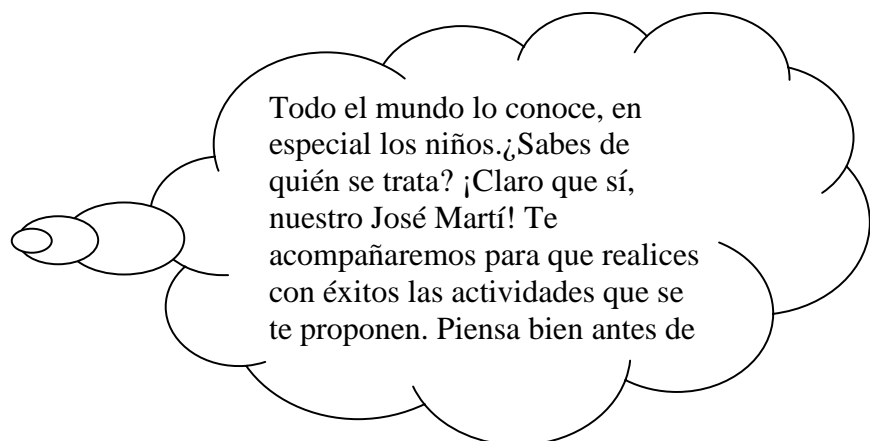 Todo el mundo lo conoce, en
especial los niños.¿Sabes de
quién se trata? ¡Claro que sí,
nuestro José Martí! Te
acompañaremos para que realices
con éxitos las actividades que se
te proponen. Piensa bien antes de